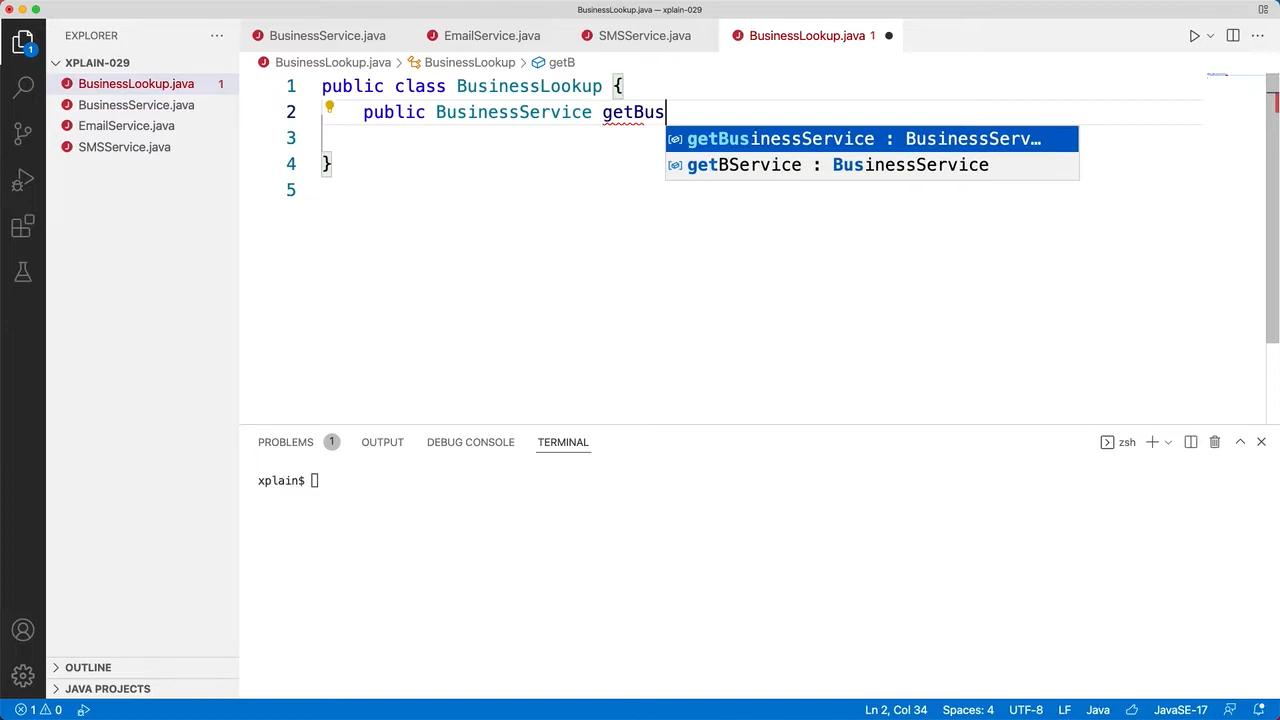 BusinessLookup.java — xplain-029
1
EXPLORER
XPLAIN-029
BusinessLookup.java 1
BusinessService.java
EmailService.java
SMSService.java
OUTLINE
JAVA PROJECTS
BusinessService.java EmailService.java SMSService.java BusinessLookup.java 1
BusinessLookup.java > BusinessLookup > getB
1 public class BusinessLookup {
2 public BusinessService getBus
getBusinessService : BusinessServ…
getBService : BusinessService
3
4 }
5
PROBLEMS 1 OUTPUT DEBUG CONSOLE TERMINAL
zsh
xplain$
1 0
Ln 2, Col 34 Spaces: 4 UTF-8 LF Java JavaSE-17